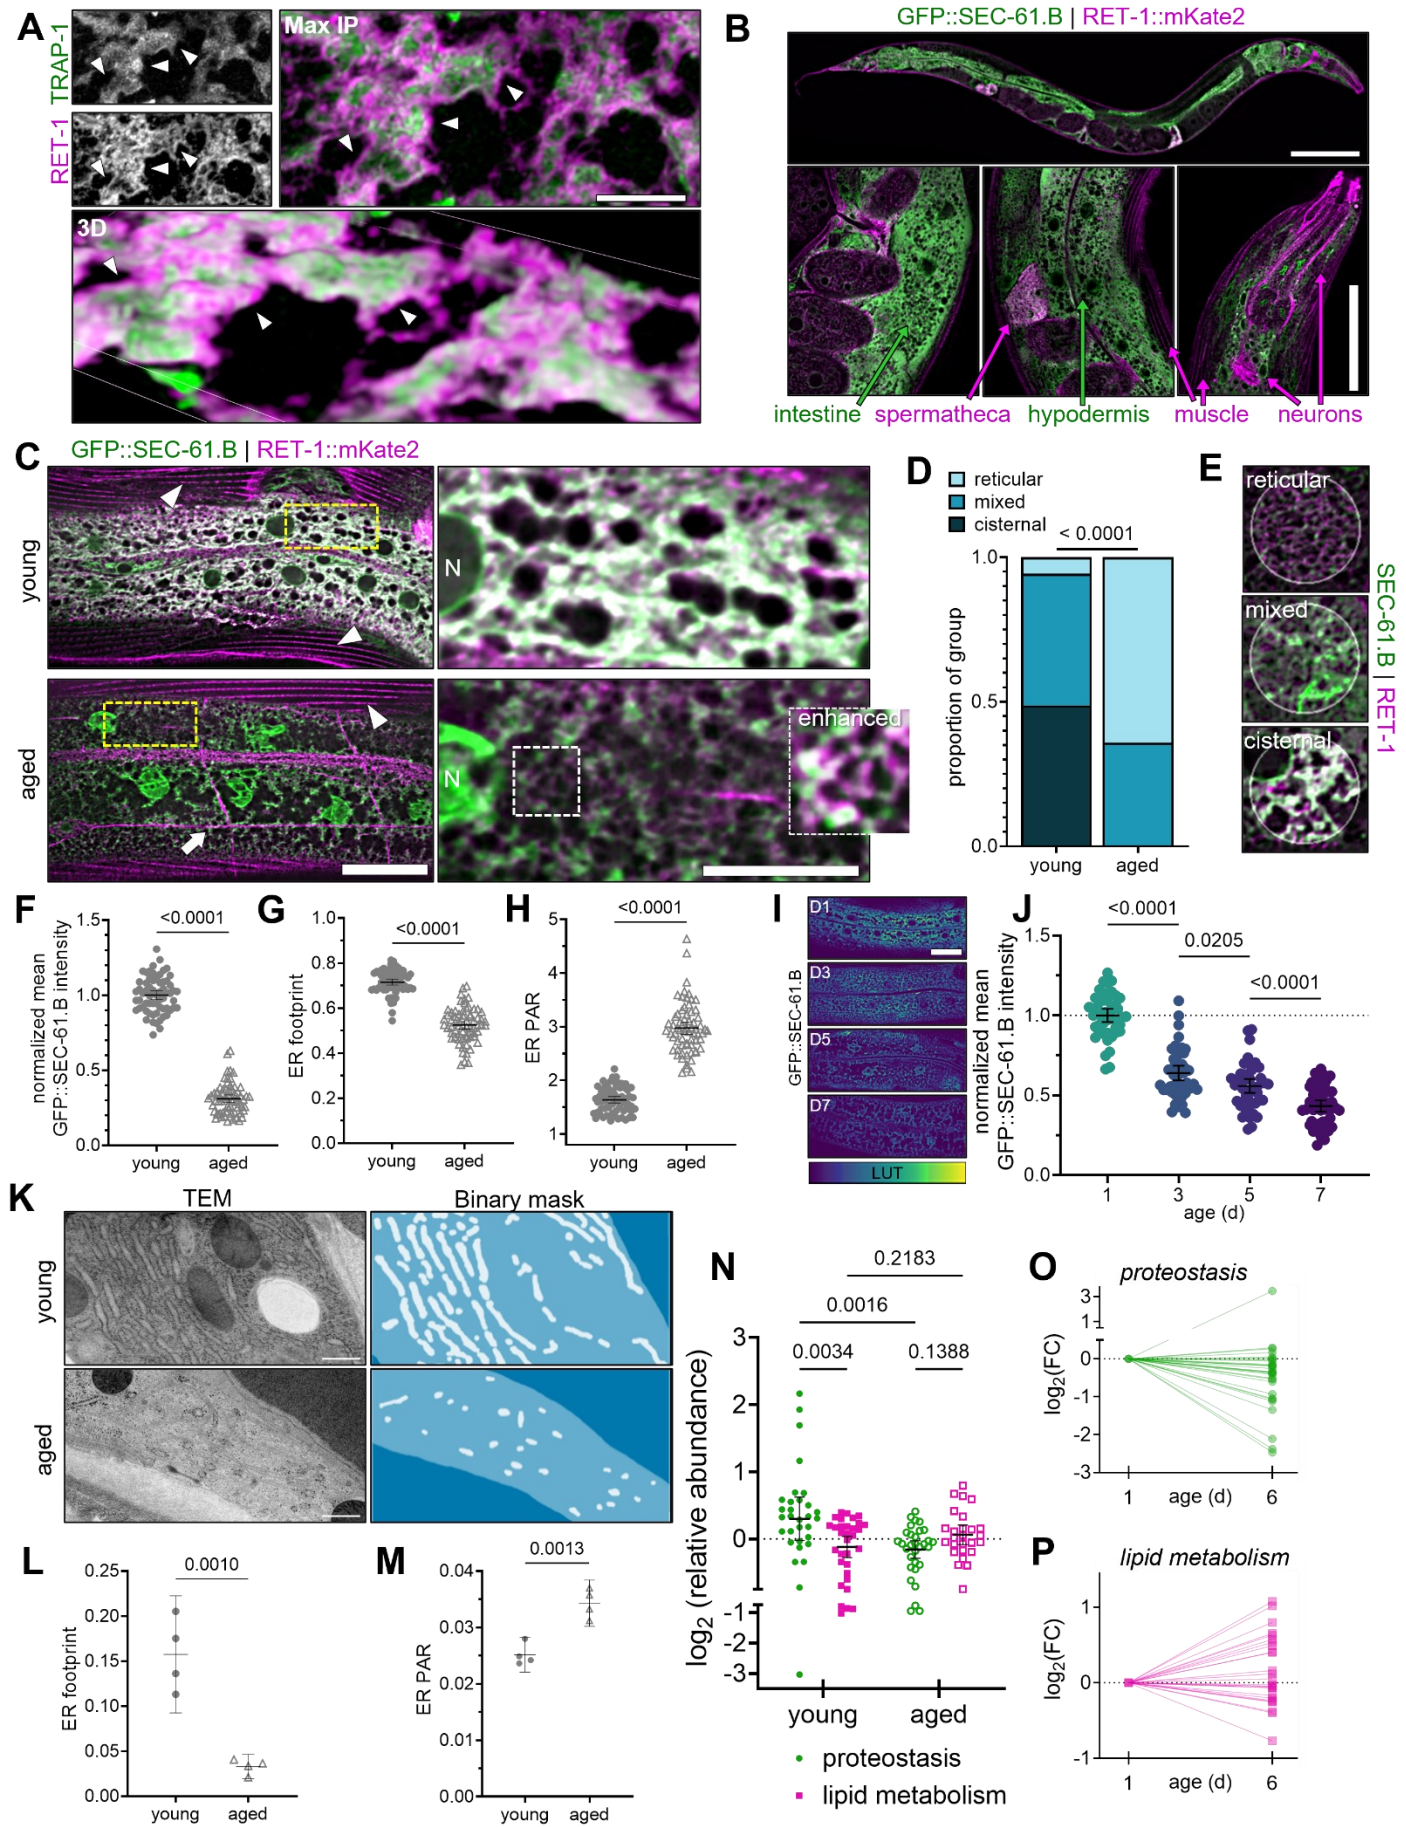 A
TRAP-1
RET-1
Max IP
3D
B
GFP::SEC-61.B | RET-1::mKate2
intestine
spermatheca
hypodermis
muscle
neurons
C
GFP::SEC-61.B | RET-1::mKate2
young
N
aged
N
enhanced
D
reticular
mixed
cisternal
< 0.0001
proportion of group
1.0
0.5
0.0
young
aged
E
reticular
mixed
cisternal
SEC-61.B | RET-1
F
normalized mean
GFP::SEC-61.B intensity
<0.0001
1.5
1.0
0.5
0.0
young
aged
G
ER footprint
<0.0001
1.0
0.8
0.6
0.4
0.2
0.0
young
aged
H
ER PAR
<0.0001
5
4
3
2
1
young
aged
I
GFP::SEC-61.B
D1
D3
D5
D7
LUT
J
normalized mean
GFP::SEC-61.B intensity
<0.0001
0.0205
<0.0001
1.5
1.0
0.5
0.0
1
3
5
7
age (d)
K
TEM
Binary mask
young
aged
L
ER footprint
0.0010
0.25
0.20
0.15
0.10
0.05
0.00
young
aged
M
ER PAR
0.0013
0.04
0.03
0.02
0.01
0.00
young
aged
N
log2 (relative abundance)
0.2183
0.0016
0.0034
0.1388
3
2
1
0
-1
-2
-3
young
aged
proteostasis
lipid metabolism
O
proteostasis
log2(FC)
3
1
0
-1
-2
-3
1
age (d)
6
P
lipid metabolism
log2(FC)
1
0
-1
1
age (d)
6